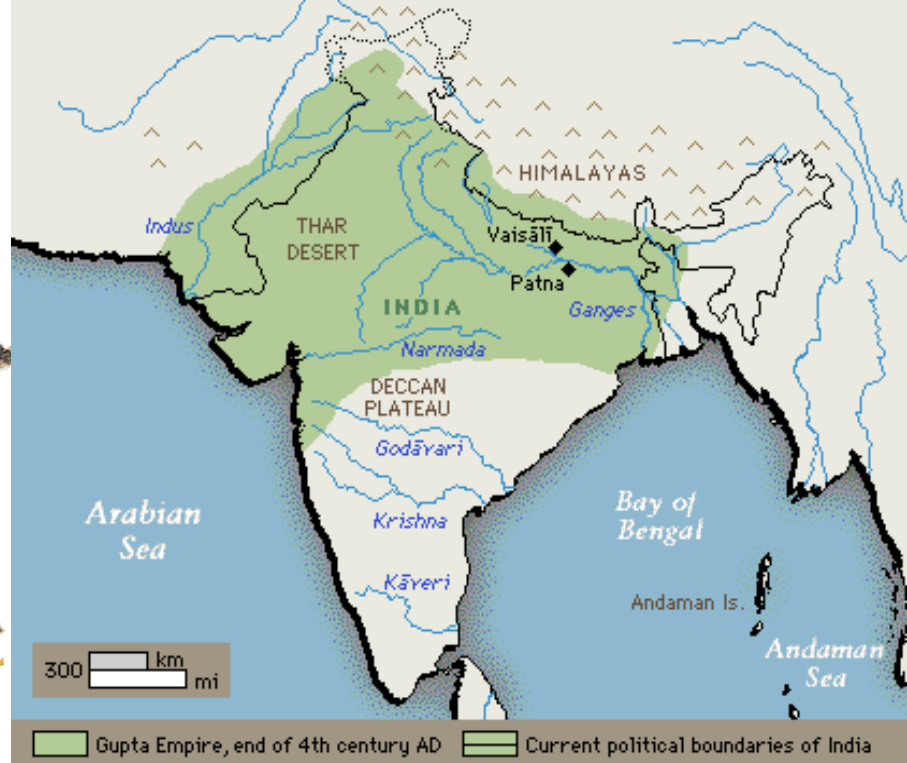 HIMALAYAS
Indus
THAR
DESERT
Vaisālī
Patna
INDIA
Ganges
Narmada
DECCAN
PLATEAU
Godāvari
Arabian
Sea
Krishna
Bay of
Bengal
Kāveri
Andaman Is.
Andaman
Sea
300 km
mi
Gupta Empire, end of 4th century AD
Current political boundaries of India